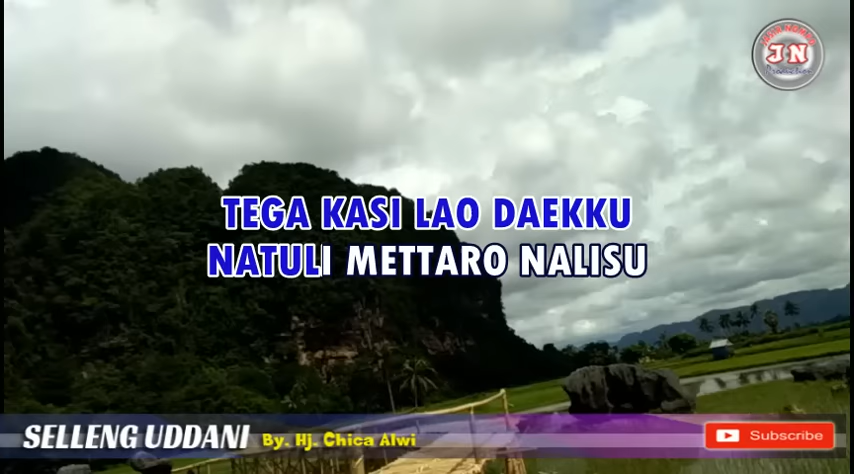 JN
TEGA KASI LAO DAEKKU
NATULI METTARO NALISU
SELLENG UDDANI By. Hj. Chica Alwi
Subscribe